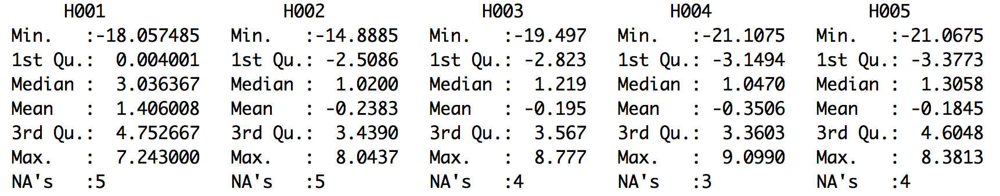 H001 H002 H003 H004 H005
Min.   :-18.057485 Min.   :-14.8885 Min.   :-19.497 Min.   :-21.1075 Min.   :-21.0675
1st Qu.:  0.004001 1st Qu.: -2.5086 1st Qu.: -2.823 1st Qu.: -3.1494 1st Qu.: -3.3773
Median :  3.036367 Median :  1.0200 Median :  1.219 Median :  1.0470 Median :  1.3058
Mean   :  1.406008 Mean   : -0.2383 Mean   : -0.195 Mean   : -0.3506 Mean   : -0.1845
3rd Qu.:  4.752667 3rd Qu.:  3.4390 3rd Qu.:  3.567 3rd Qu.:  3.3603 3rd Qu.:  4.6048
Max.   :  7.243000 Max.   :  8.0437 Max.   :  8.777 Max.   :  9.0990 Max.   :  8.3813
NA's   :5 NA's   :5 NA's   :4 NA's   :3 NA's   :4